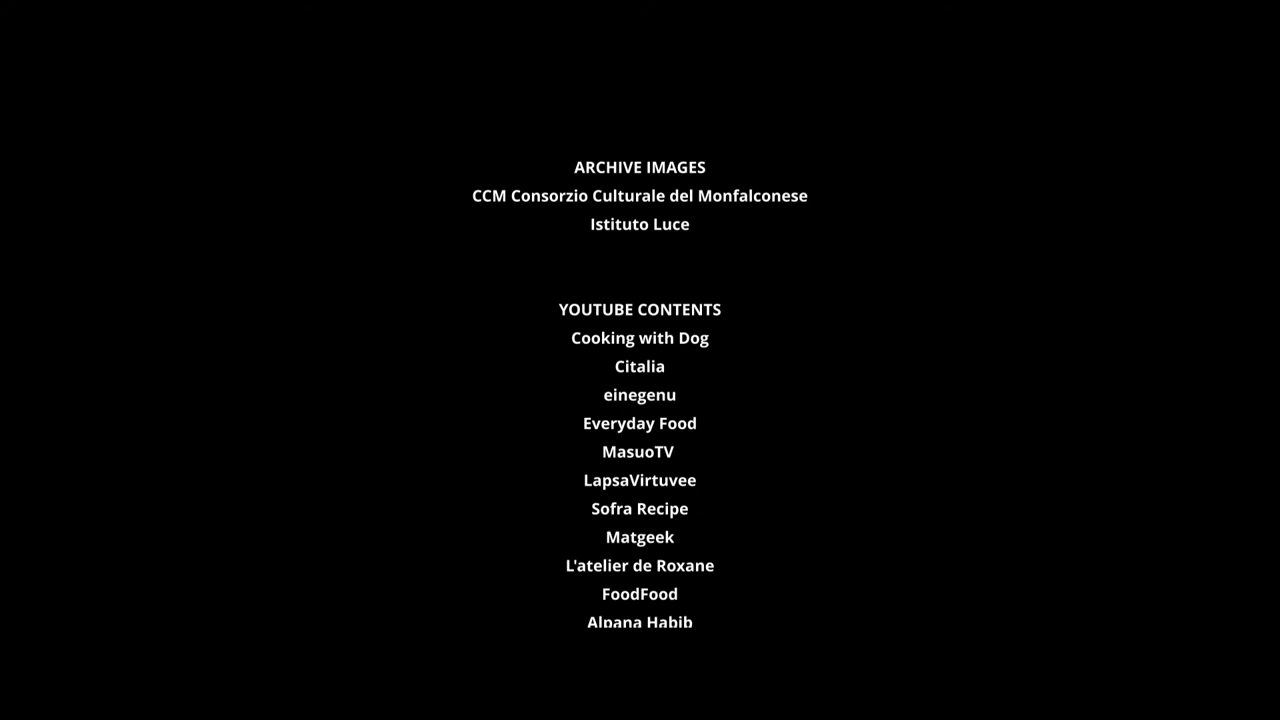 ARCHIVE IMAGES
CCM Consorzio Culturale del Monfalconese
Istituto Luce
YOUTUBE CONTENTS
Cooking with Dog
Citalia
einegenu
Everyday Food
MasuoTV
LapsaVirtuvee
Sofra Recipe
Matgeek
L'atelier de Roxane
FoodFood
Alpana Habib